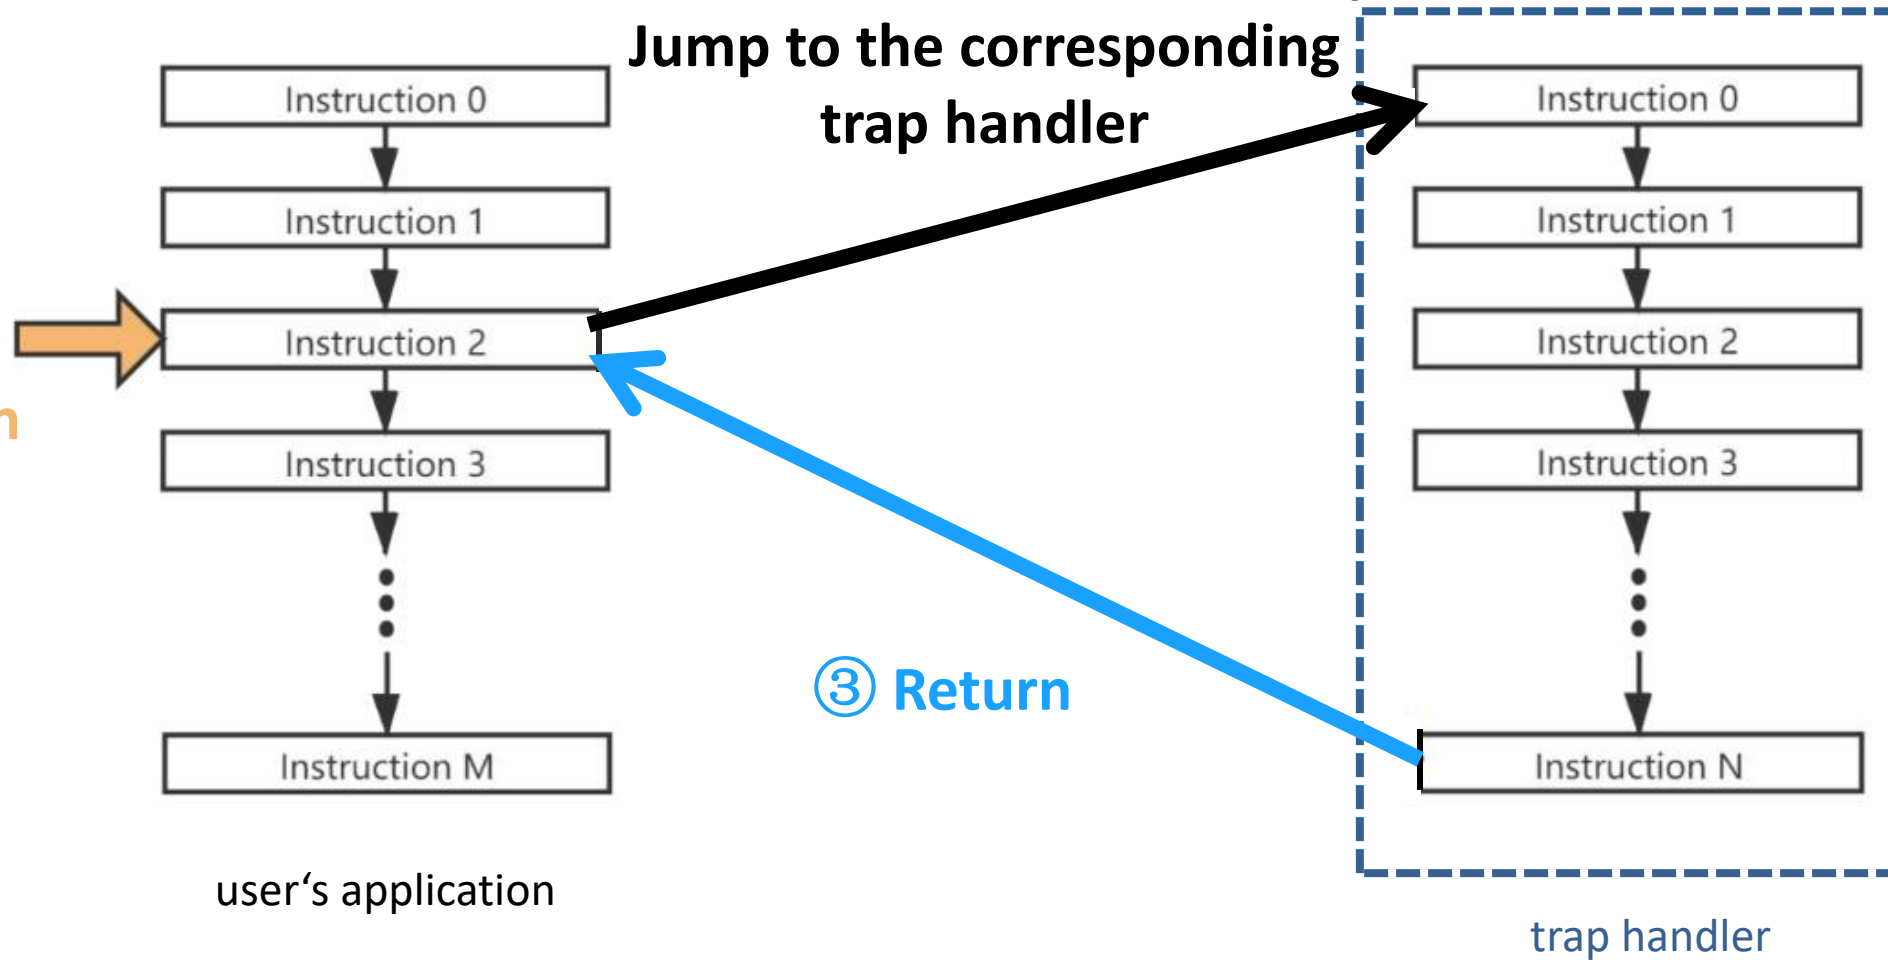 Jump to the corresponding
trap handler
Instruction 0
Instruction 1
Instruction 2
Instruction 3
Instruction M
user‘s application
③ Return
Instruction 0
Instruction 1
Instruction 2
Instruction 3
Instruction N
trap handler